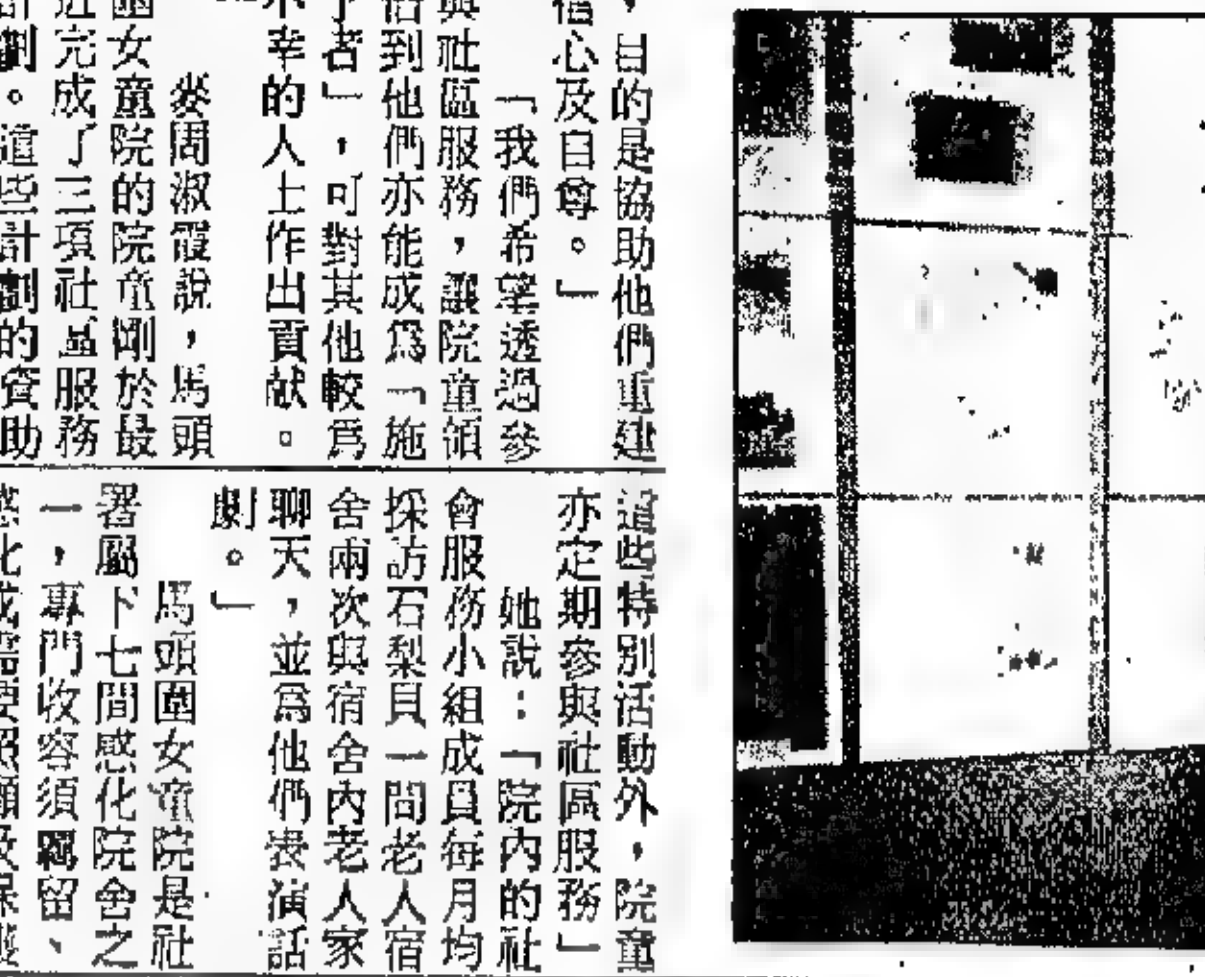 ，目的是協助他們重建
信心及自尊。」
「我們希望透過參
與社區服務，讓院童領
悟到他們亦能成爲「施
予者」，可對其他較爲
不幸的人士作出貢献。
」
麥周淑霞說，馬頭
圍女童院的院童剛於最
近完成了三項社區服務
計劃。這些計劃的資助
這些特別活動外，院童
亦定期參與社區服務」
她說：「院內的社
會服務小組成員每月均
探訪石梨貝一間老人宿
舍兩次與宿舍內老人家
聊天，並爲他們表演話
劇。」
馬頭圍女童院是社
署屬下七間感化院舍之
一，專門收容須羈留、
感化或需要照顧及保護